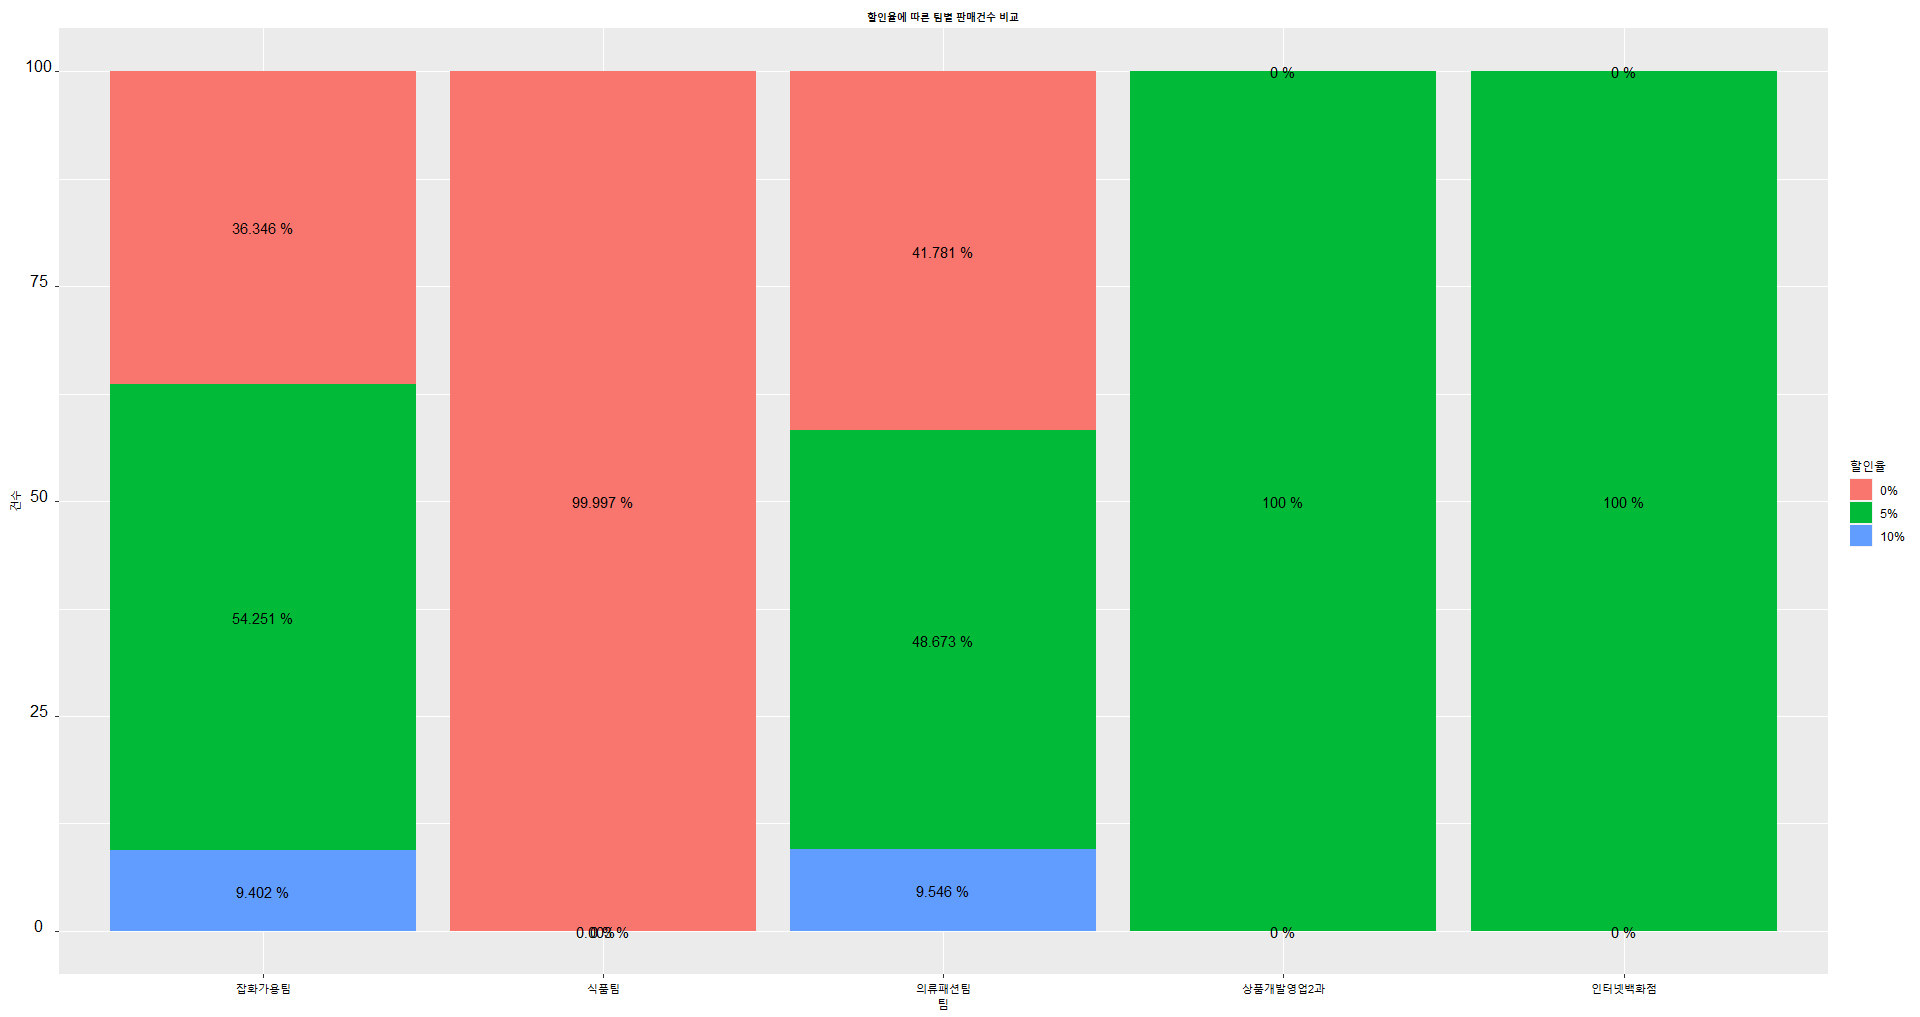 할인율에 따른 팀별 판매건수 비교
건수
100
75
50
25
0
36.346 %
54.251 %
9.402 %
99.997 %
0 %
41.781 %
48.673 %
9.546 %
0 %
100 %
0 %
0 %
100 %
0 %
잡화가용팀
식품팀
의류패션팀
상품개발영업2과
인터넷백화점
팀
할인율
0%
5%
10%